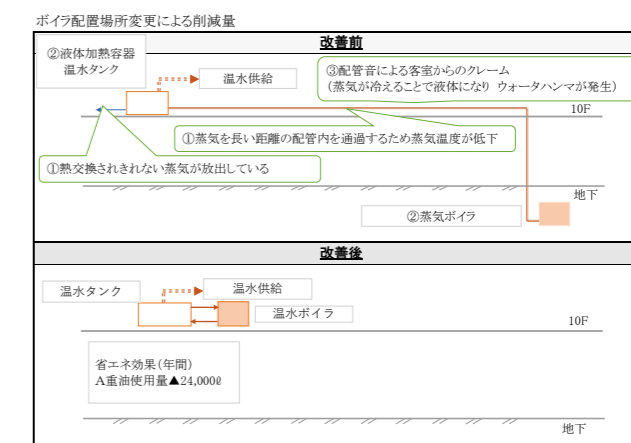 ボイラ配置場所変更による削減量
改善前
②液体加熱容器
温水タンク
温水供給
③配管音による客室からのクレーム
(蒸気が冷えることで液体になり ウォータハンマが発生)
10F
①蒸気を長い距離の配管内を通過するため蒸気温度が低下
①熱交換されきれない蒸気が放出している
地下
②蒸気ボイラ
改善後
温水タンク
温水供給
温水ボイラ
10F
省エネ効果(年間)
A重油使用量▲24,000ℓ
地下